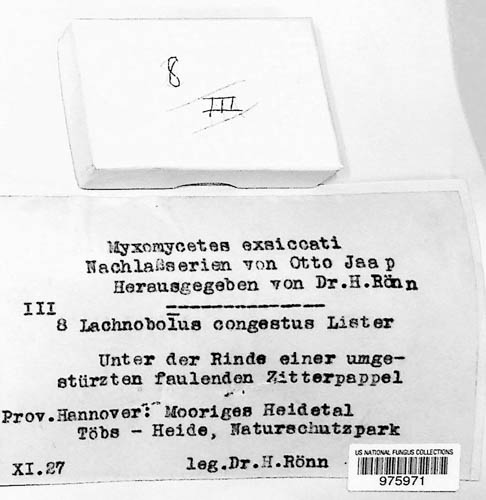 8
III
Myxomycetes exsiccati
Nachlaßserien von Otto Jaap
Herausgegeben von Dr.H.Rönn
III
8 Lachnobolus congestus Lister
Unter der Rinde einer umge-
stürzten faulenden Zitterpappel
Prov.Hannover: Mooriges Heidetal
Töbs - Heide, Naturschutzpark
XI.27 leg.Dr.H.Rönn
US NATIONAL FUNGUS COLLECTIONS
975971